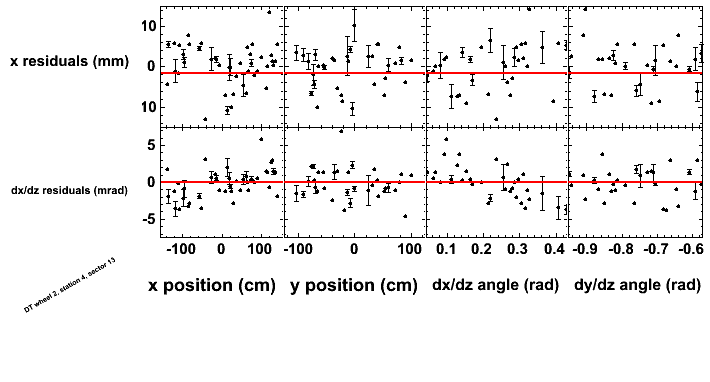 10
x residuals (mm)
0
10
5
dx/dz residuals (mrad)
0
-5
-100 0 100 -100 0 100 0.1 0.2 0.3 0.4 -0.9 -0.8 -0.7 -0.6
x position (cm) y position (cm) dx/dz angle (rad) dy/dz angle (rad)
DT wheel 2, station 4, sector 13